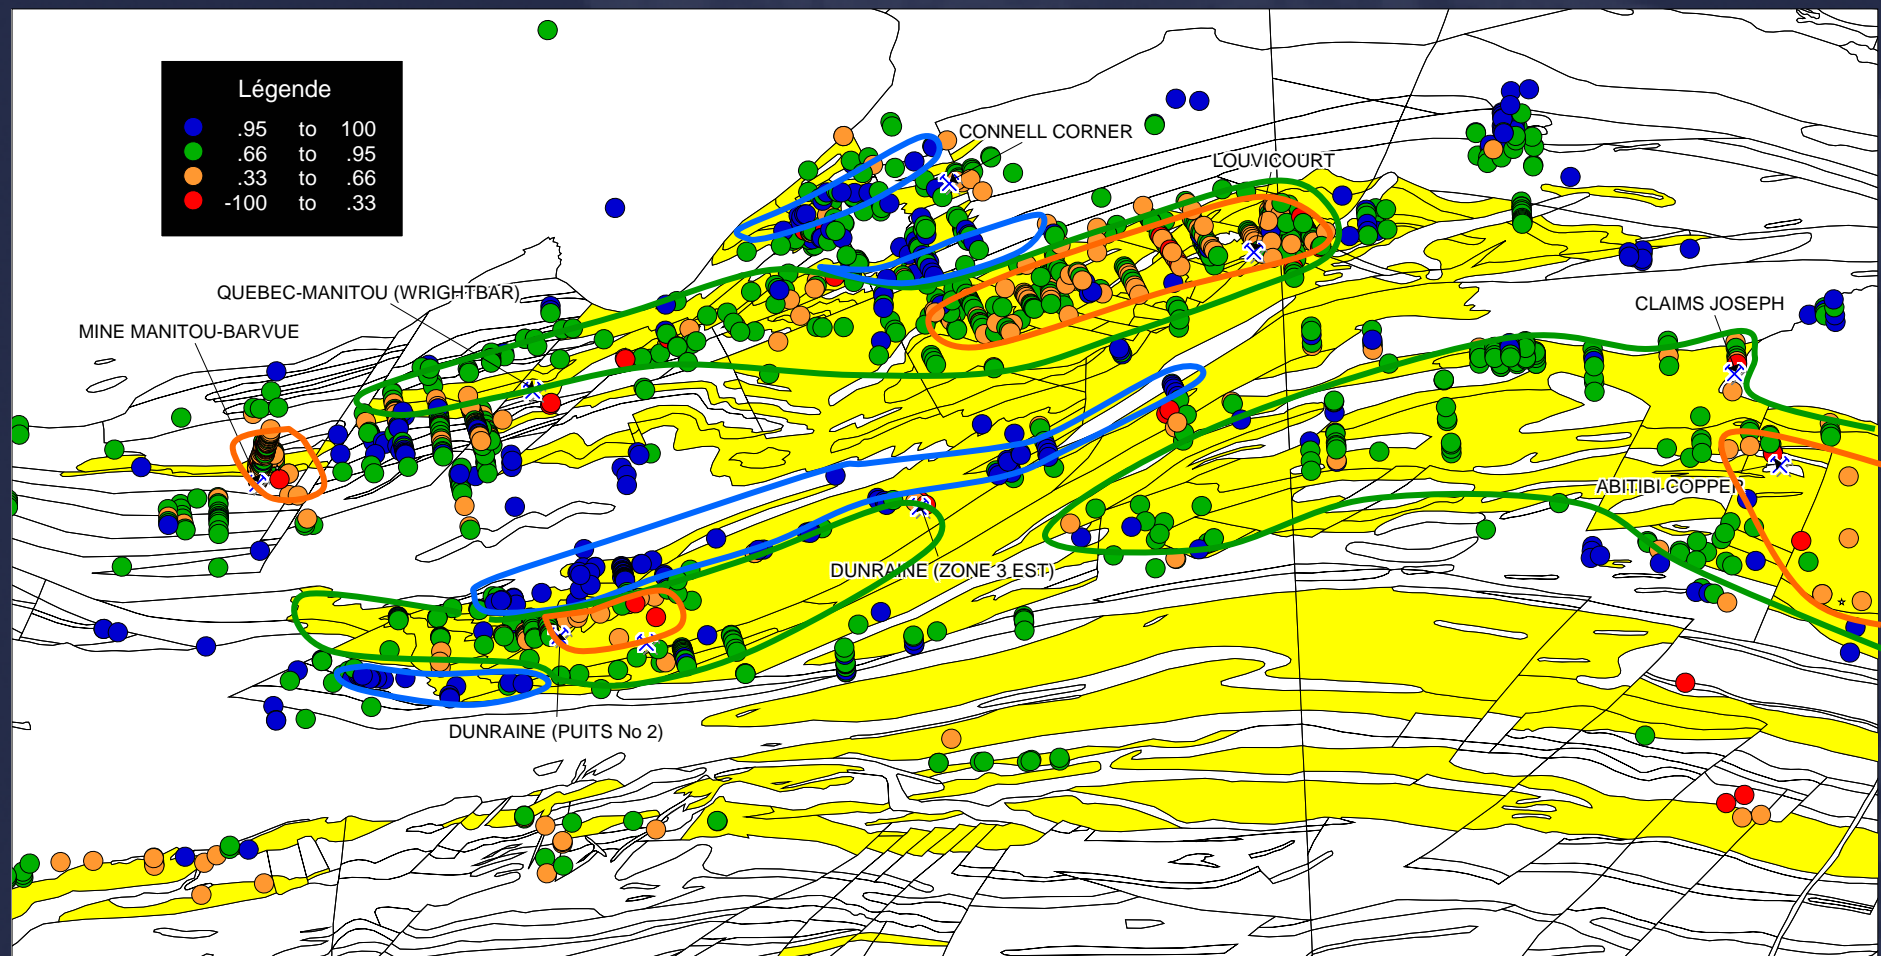 Légende
.95 to 100
.66 to .95
.33 to .66
-100 to .33
CONNELL CORNER
LOUVICOURT
QUEBEC-MANITOU (WRIGHTBAR)
CLAIMS JOSEPH
MINE MANITOU-BARVUE
ABITIBI COPPER
DUNRAINE (ZONE 3 EST)
DUNRAINE (PUITS No 2)